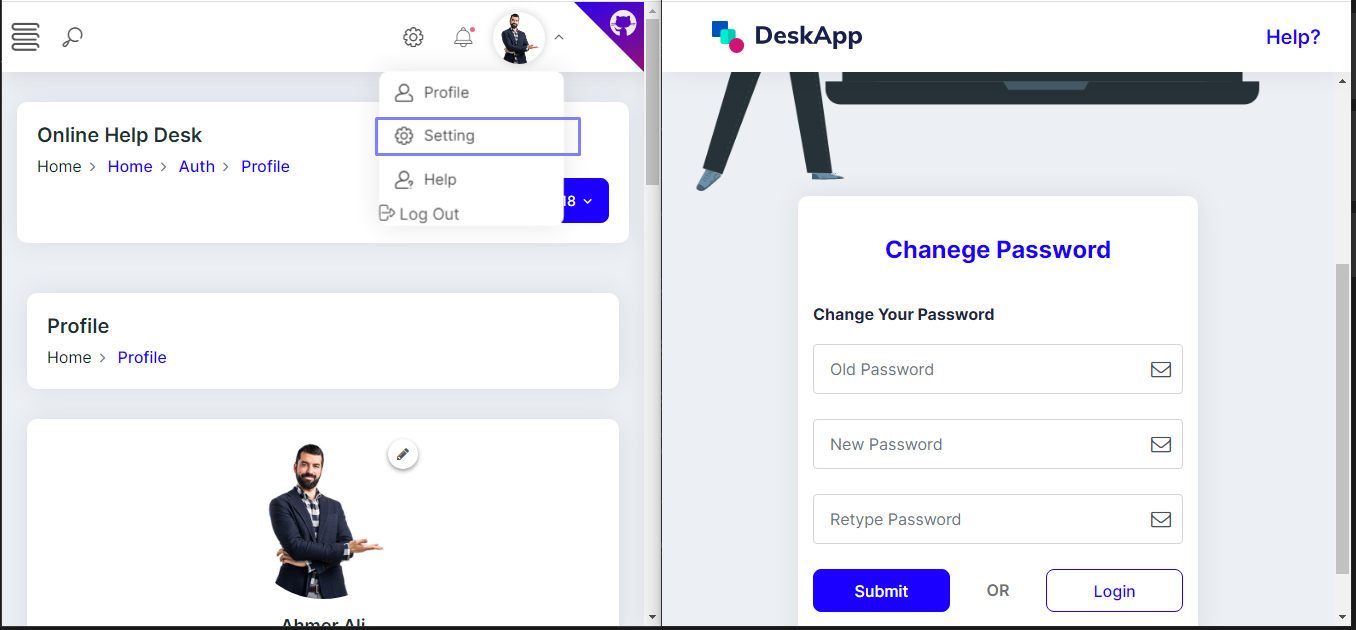 Profile
Setting
Help
Log Out
Online Help Desk
Home > Home > Auth > Profile
18
Profile
Home > Profile
Ahmer Ali
DeskApp
Help?
Chanege Password
Change Your Password
Old Password
New Password
Retype Password
Submit OR Login